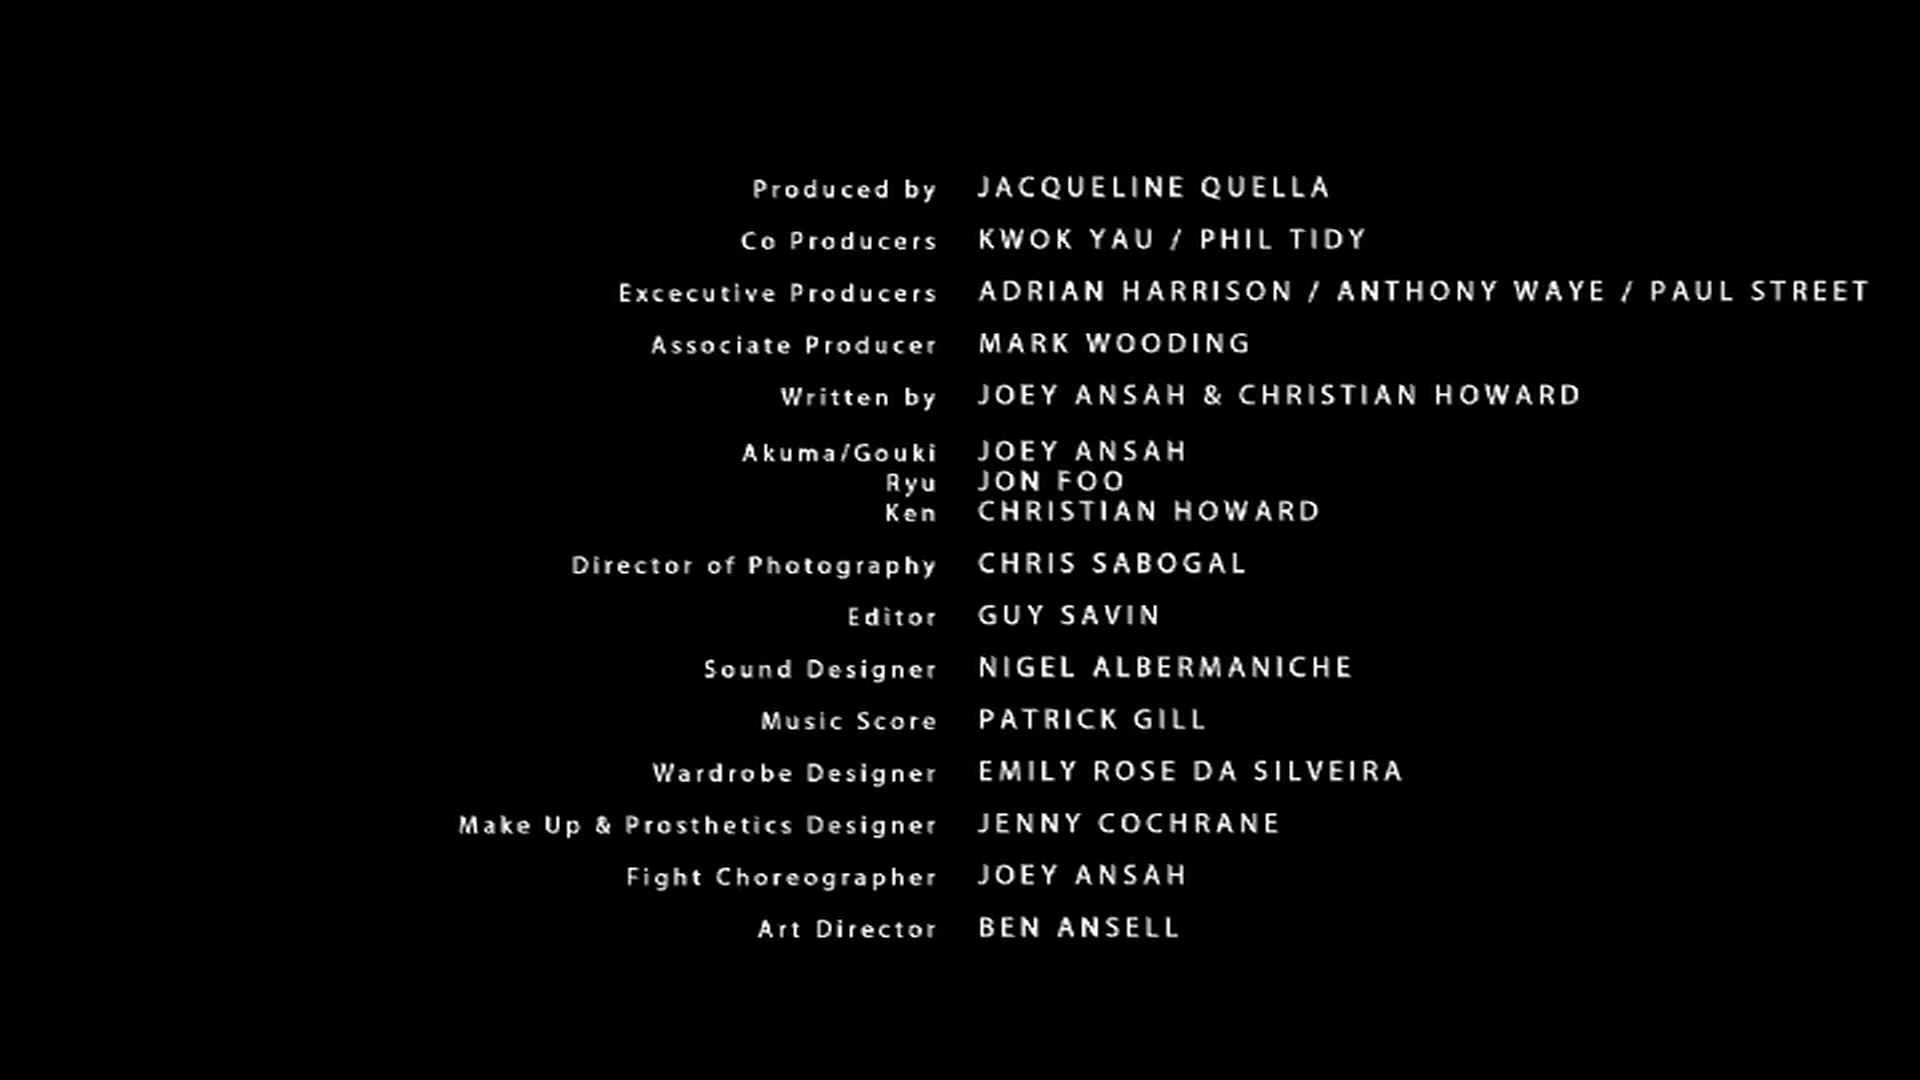 Produced by JACQUELINE QUELLA
Co Producers KWOK YAU / PHIL TIDY
Excecutive Producers ADRIAN HARRISON / ANTHONY WAYE / PAUL STREET
Associate Producer MARK WOODING
Written by JOEY ANSAH & CHRISTIAN HOWARD
Akuma/Gouki JOEY ANSAH
Ryu JON FOO
Ken CHRISTIAN HOWARD
Director of Photography CHRIS SABOGAL
Editor GUY SAVIN
Sound Designer NIGEL ALBERMANICHE
Music Score PATRICK GILL
Wardrobe Designer EMILY ROSE DA SILVEIRA
Make Up & Prosthetics Designer JENNY COCHRANE
Fight Choreographer JOEY ANSAH
Art Director BEN ANSELL